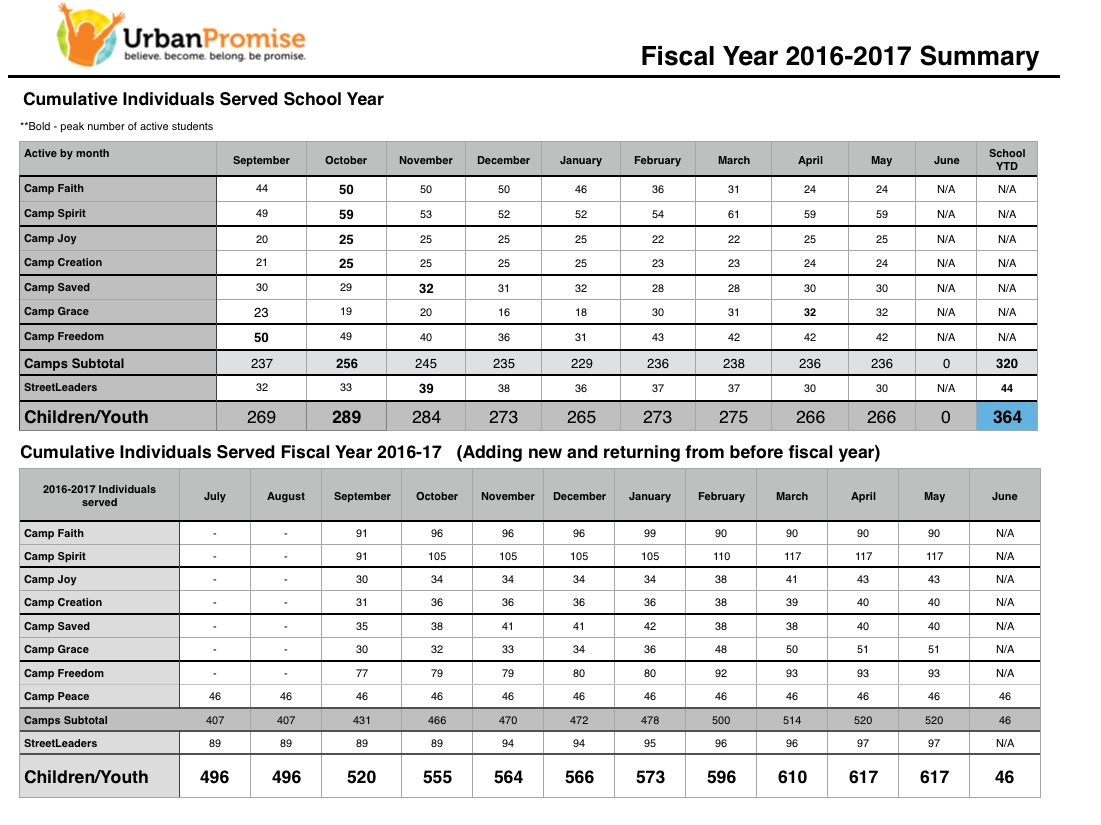 UrbanPromise
believe. become. belong. be promise.
Fiscal Year 2016-2017 Summary
Cumulative Individuals Served School Year
**Bold - peak number of active students
Active by month September October November December January February March April May June School YTD
Camp Faith 44 50 50 50 46 36 31 24 24 N/A N/A
Camp Spirit 49 59 53 52 52 54 61 59 59 N/A N/A
Camp Joy 20 25 25 25 25 22 22 25 25 N/A N/A
Camp Creation 21 25 25 25 25 23 23 24 24 N/A N/A
Camp Saved 30 29 32 31 32 28 28 30 30 N/A N/A
Camp Grace 23 19 20 16 18 30 31 32 32 N/A N/A
Camp Freedom 50 49 40 36 31 43 42 42 42 N/A N/A
Camps Subtotal 237 256 245 235 229 236 238 236 236 0 320
StreetLeaders 32 33 39 38 36 37 37 30 30 N/A 44
Children/Youth 269 289 284 273 265 273 275 266 266 0 364
Cumulative Individuals Served Fiscal Year 2016-17 (Adding new and returning from before fiscal year)
2016-2017 Individuals served July August September October November December January February March April May June
Camp Faith - - 91 96 96 96 99 90 90 90 90 N/A
Camp Spirit - - 91 105 105 105 105 110 117 117 117 N/A
Camp Joy - - 30 34 34 34 34 38 41 43 43 N/A
Camp Creation - - 31 36 36 36 36 38 39 40 40 N/A
Camp Saved - - 35 38 41 41 42 38 38 40 40 N/A
Camp Grace - - 30 32 33 34 36 48 50 51 51 N/A
Camp Freedom - - 77 79 79 80 80 92 93 93 93 N/A
Camp Peace 46 46 46 46 46 46 46 46 46 46 46 46
Camps Subtotal 407 407 431 466 470 472 478 500 514 520 520 46
StreetLeaders 89 89 89 89 94 94 95 96 96 97 97 N/A
Children/Youth 496 496 520 555 564 566 573 596 610 617 617 46